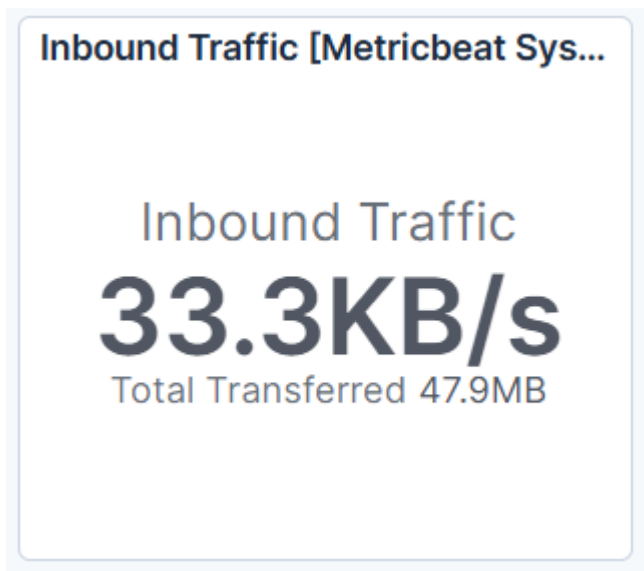 Inbound Traffic [Metricbeat Sys...
Inbound Traffic
33.3KB/s
Total Transferred 47.9MB